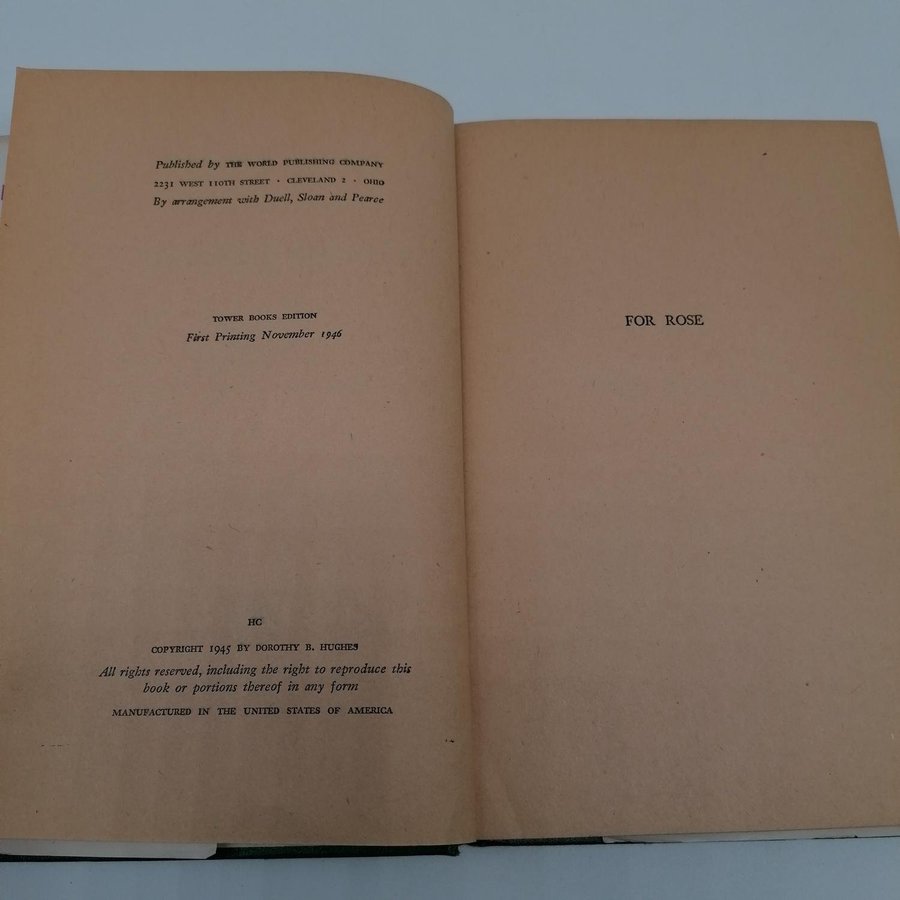 Published by THE WORLD PUBLISHING COMPANY
2231 WEST 110TH STREET · CLEVELAND 2 · OHIO
By arrangement with Duell, Sloan and Pearce
TOWER BOOKS EDITION
First Printing November 1946
HC
COPYRIGHT 1945 BY DOROTHY B. HUGHES
All rights reserved, including the right to reproduce this
book or portions thereof in any form
MANUFACTURED IN THE UNITED STATES OF AMERICA
FOR ROSE